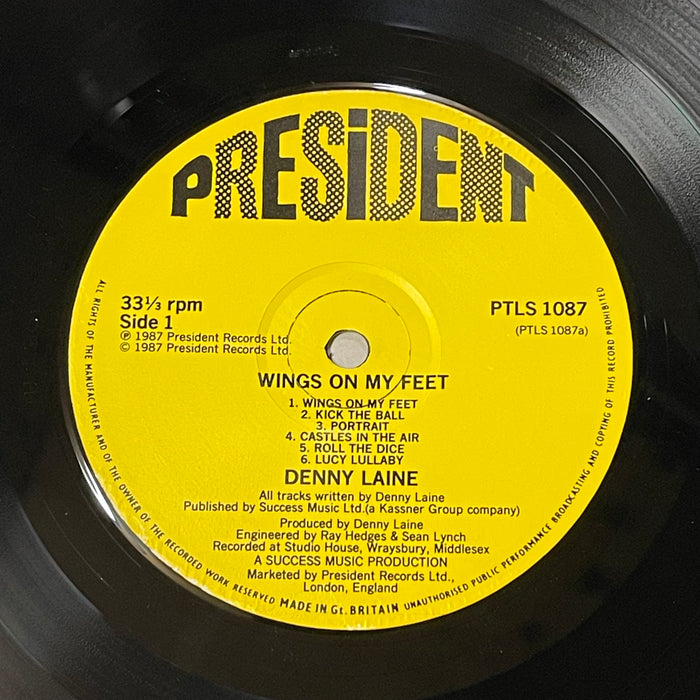 PRESiDENT
33⅓ rpm
Side 1
℗ 1987 President Records Ltd.
© 1987 President Records Ltd.
PTLS 1087
(PTLS 1087a)
WINGS ON MY FEET
1. WINGS ON MY FEET
2. KICK THE BALL
3. PORTRAIT
4. CASTLES IN THE AIR
5. ROLL THE DICE
6. LUCY LULLABY
DENNY LAINE
All tracks written by Denny Laine
Published by Success Music Ltd.(a Kassner Group company)
Produced by Denny Laine
Engineered by Ray Hedges & Sean Lynch
Recorded at Studio House, Wraysbury, Middlesex
A SUCCESS MUSIC PRODUCTION
Marketed by President Records Ltd.,
London, England
ALL RIGHTS OF THE MANUFACTURER AND OF THE OWNER OF THE RECORDED WORK RESERVED MADE IN Gt. BRITAIN UNAUTHORISED PUBLIC PERFORMANCE BROADCASTING AND COPYING OF THIS RECORD PROHIBITED